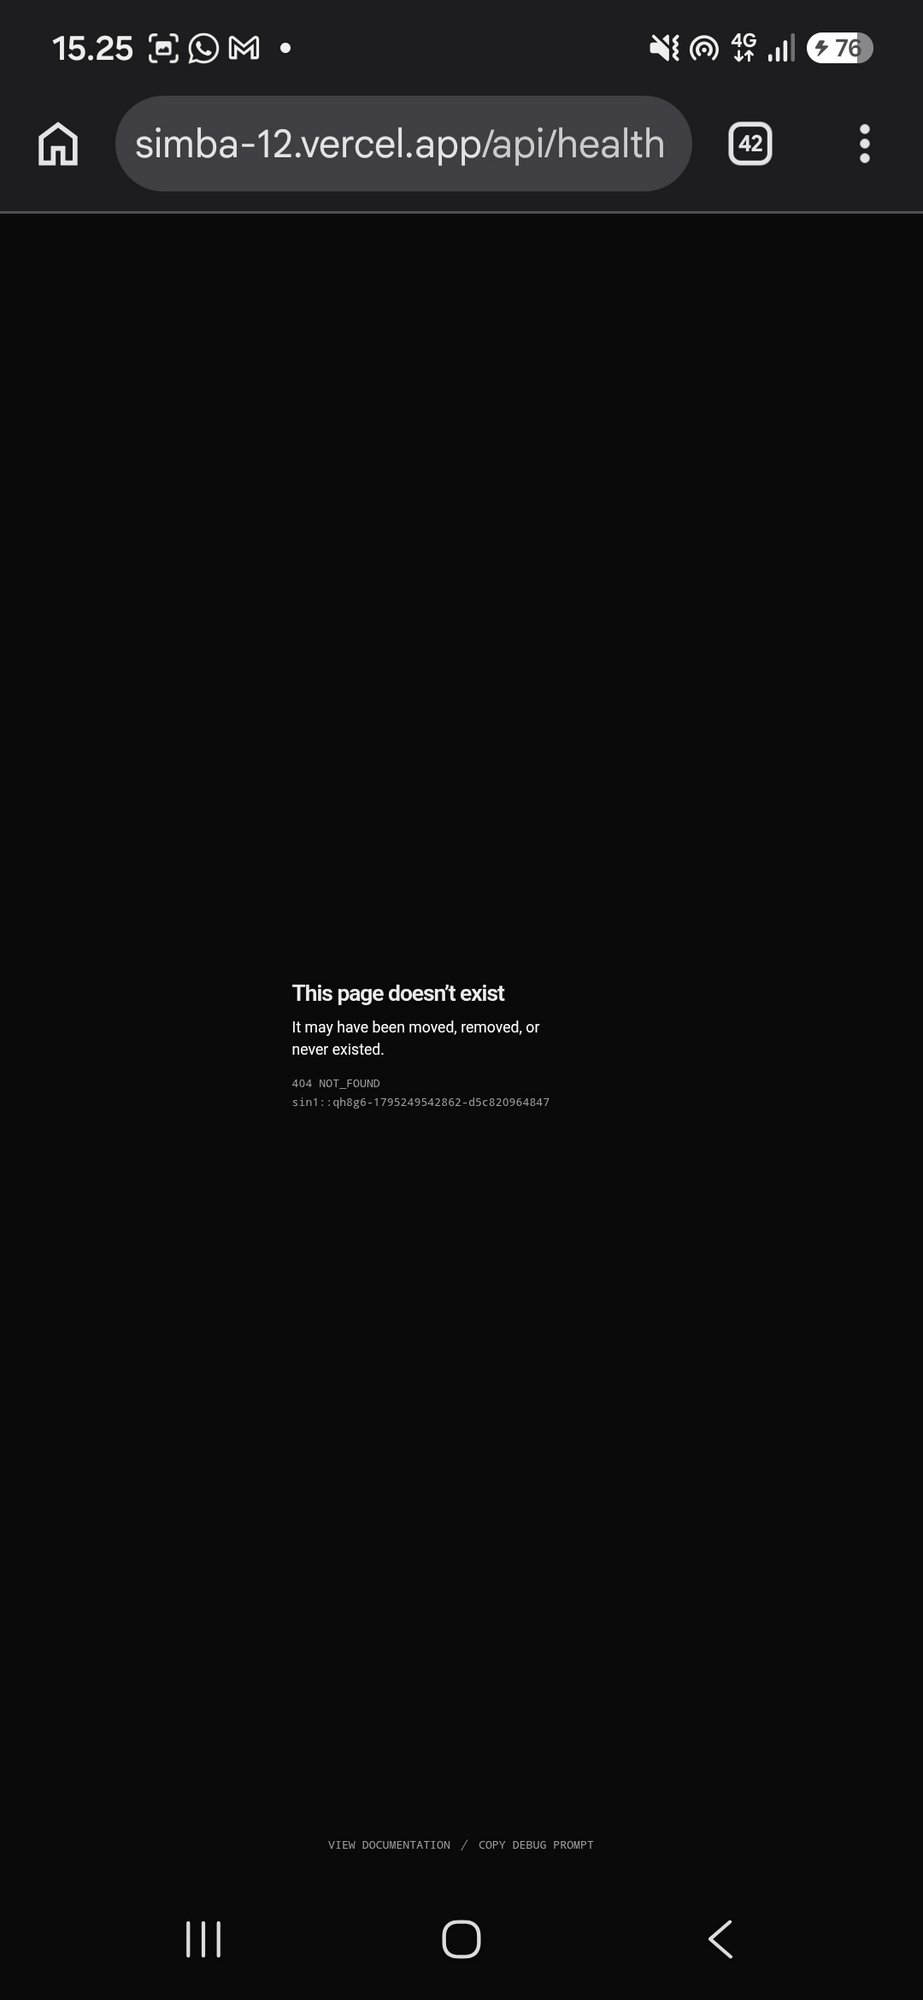 15.25
4G
76
simba-12.vercel.app/api/health
42
This page doesn’t exist
It may have been moved, removed, or
never existed.
404 NOT_FOUND
sin1::qh8g6-1795249542862-d5c820964847
VIEW DOCUMENTATION / COPY DEBUG PROMPT